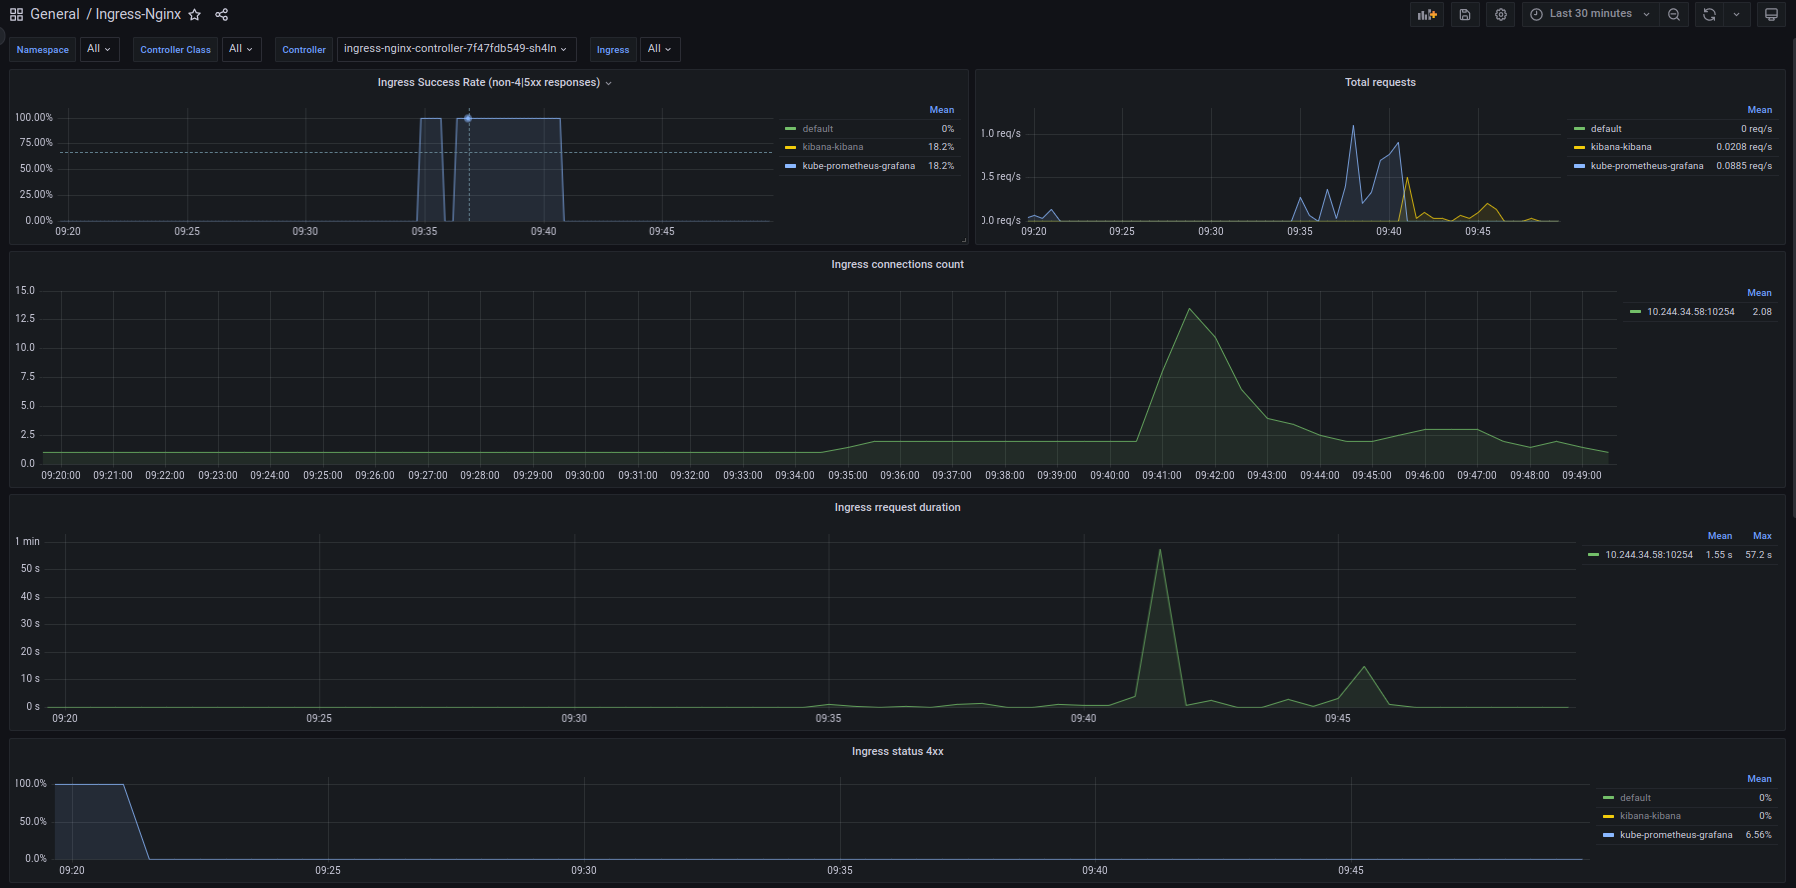 General / Ingress-Nginx
Last 30 minutes
Namespace All Controller Class All Controller ingress-nginx-controller-7f47fdb549-sh4ln Ingress All
Ingress Success Rate (non-4|5xx responses)
100.00%
75.00%
50.00%
25.00%
0.00%
09:20 09:25 09:30 09:35 09:40 09:45
Mean
default 0%
kibana-kibana 18.2%
kube-prometheus-grafana 18.2%
Total requests
1.0 req/s
0.5 req/s
0.0 req/s
09:20 09:25 09:30 09:35 09:40 09:45
Mean
default 0 req/s
kibana-kibana 0.0208 req/s
kube-prometheus-grafana 0.0885 req/s
Ingress connections count
15.0
12.5
10.0
7.5
5.0
2.5
0.0
09:20:00 09:21:00 09:22:00 09:23:00 09:24:00 09:25:00 09:26:00 09:27:00 09:28:00 09:29:00 09:30:00 09:31:00 09:32:00 09:33:00 09:34:00 09:35:00 09:36:00 09:37:00 09:38:00 09:39:00 09:40:00 09:41:00 09:42:00 09:43:00 09:44:00 09:45:00 09:46:00 09:47:00 09:48:00 09:49:00
Mean
10.244.34.58:10254 2.08
Ingress rrequest duration
1 min
50 s
40 s
30 s
20 s
10 s
0 s
09:20 09:25 09:30 09:35 09:40 09:45
Mean Max
10.244.34.58:10254 1.55 s 57.2 s
Ingress status 4xx
100.0%
50.0%
0.0%
09:20 09:25 09:30 09:35 09:40 09:45
Mean
default 0%
kibana-kibana 0%
kube-prometheus-grafana 6.56%